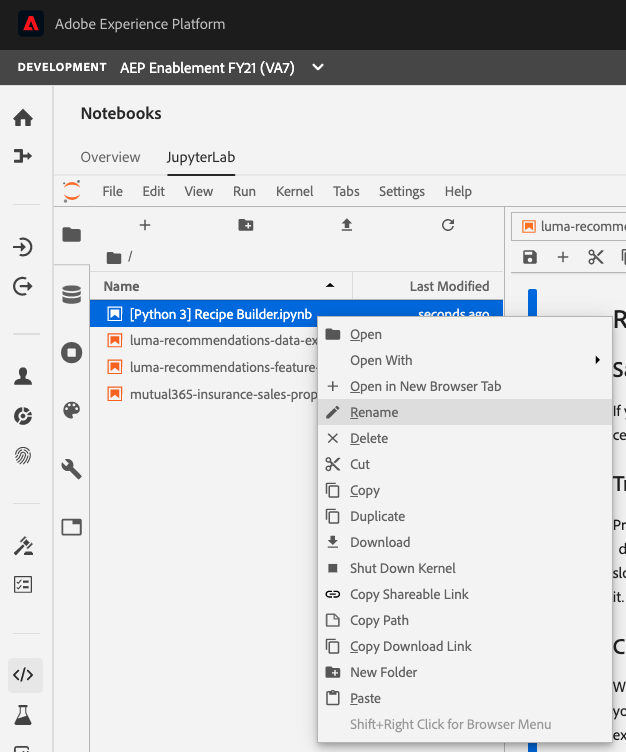 Adobe Experience Platform
DEVELOPMENT AEP Enablement FY21 (VA7)
Notebooks
Overview JupyterLab
File Edit View Run Kernel Tabs Settings Help
luma-recomme
/
Name Last Modified
[Python 3] Recipe Builder.ipynb seconds ago
luma-recommendations-data-ex
luma-recommendations-feature-
mutual365-insurance-sales-prop
Open
Open With
Open in New Browser Tab
Rename
Delete
Cut
Copy
Duplicate
Download
Shut Down Kernel
Copy Shareable Link
Copy Path
Copy Download Link
New Folder
Paste
Shift+Right Click for Browser Menu
R
Sa
If y
ce
Tr
Pr
d
slo
it.
C
W
yo
ex